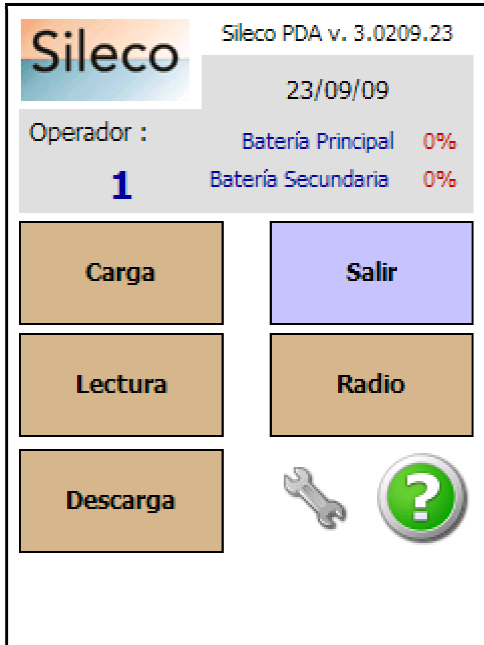 Sileco
Sileco PDA v. 3.0209.23
23/09/09
Operador :
1
Batería Principal 0%
Batería Secundaria 0%
Carga
Salir
Lectura
Radio
Descarga
?